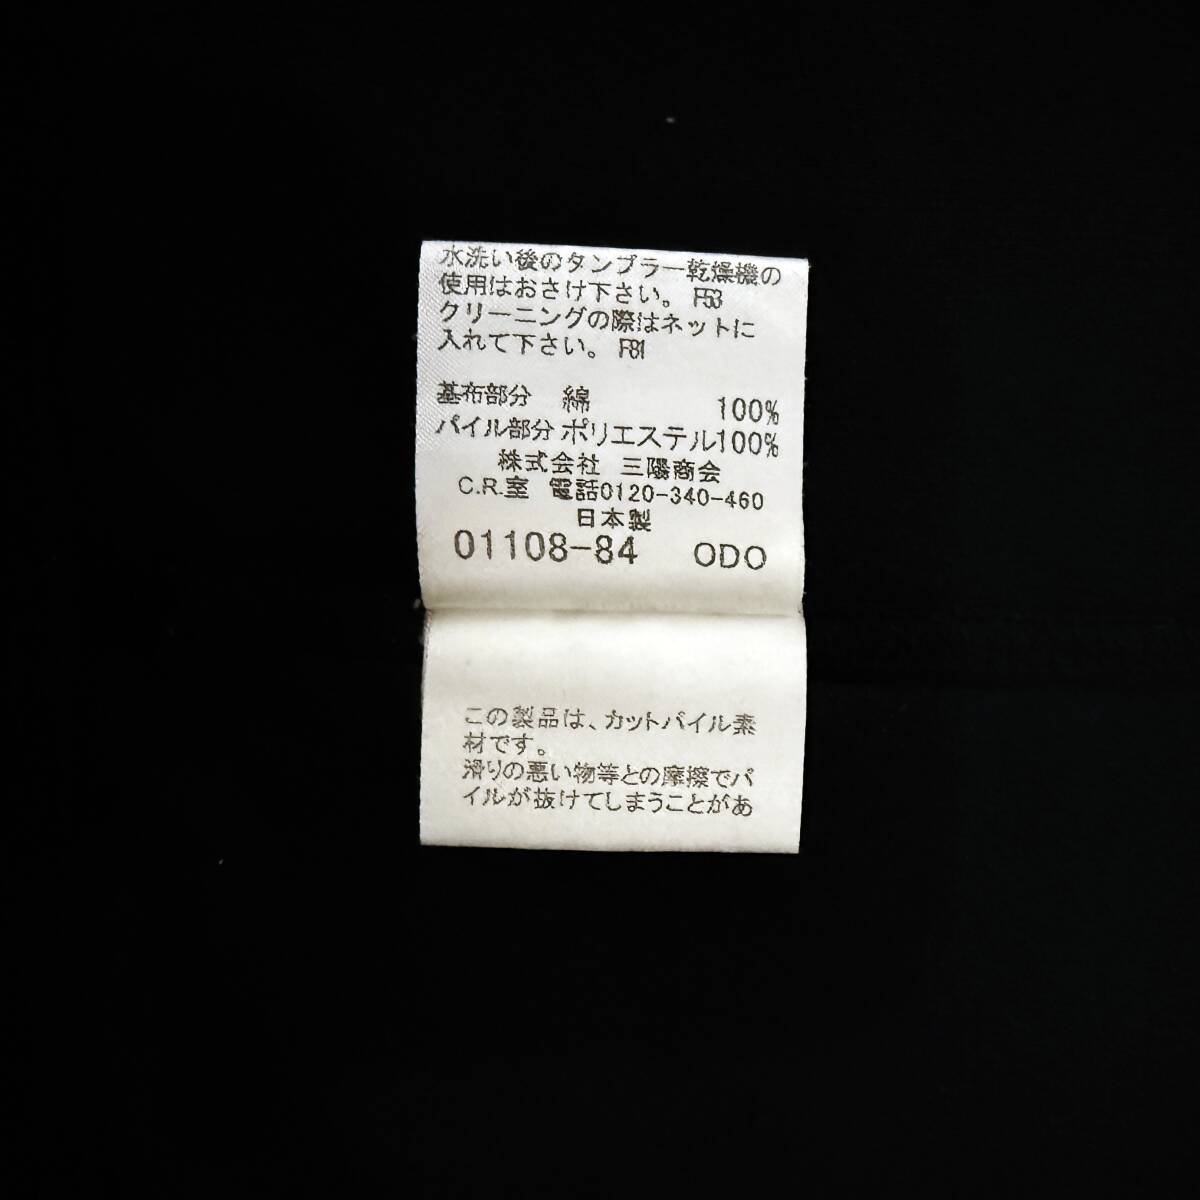 水洗い後のタンブラー乾燥機の
使用はおさけ下さい。 F53
クリーニングの際はネットに
入れて下さい。 F81
基布部分 綿 100%
パイル部分 ポリエステル100%
株式会社 三陽商会
C.R.室 電話0120-340-460
日本製
01108-84 ODO
この製品は、カットパイル素
材です。
滑りの悪い物等との摩擦でパ
イルが抜けてしまうことがあ